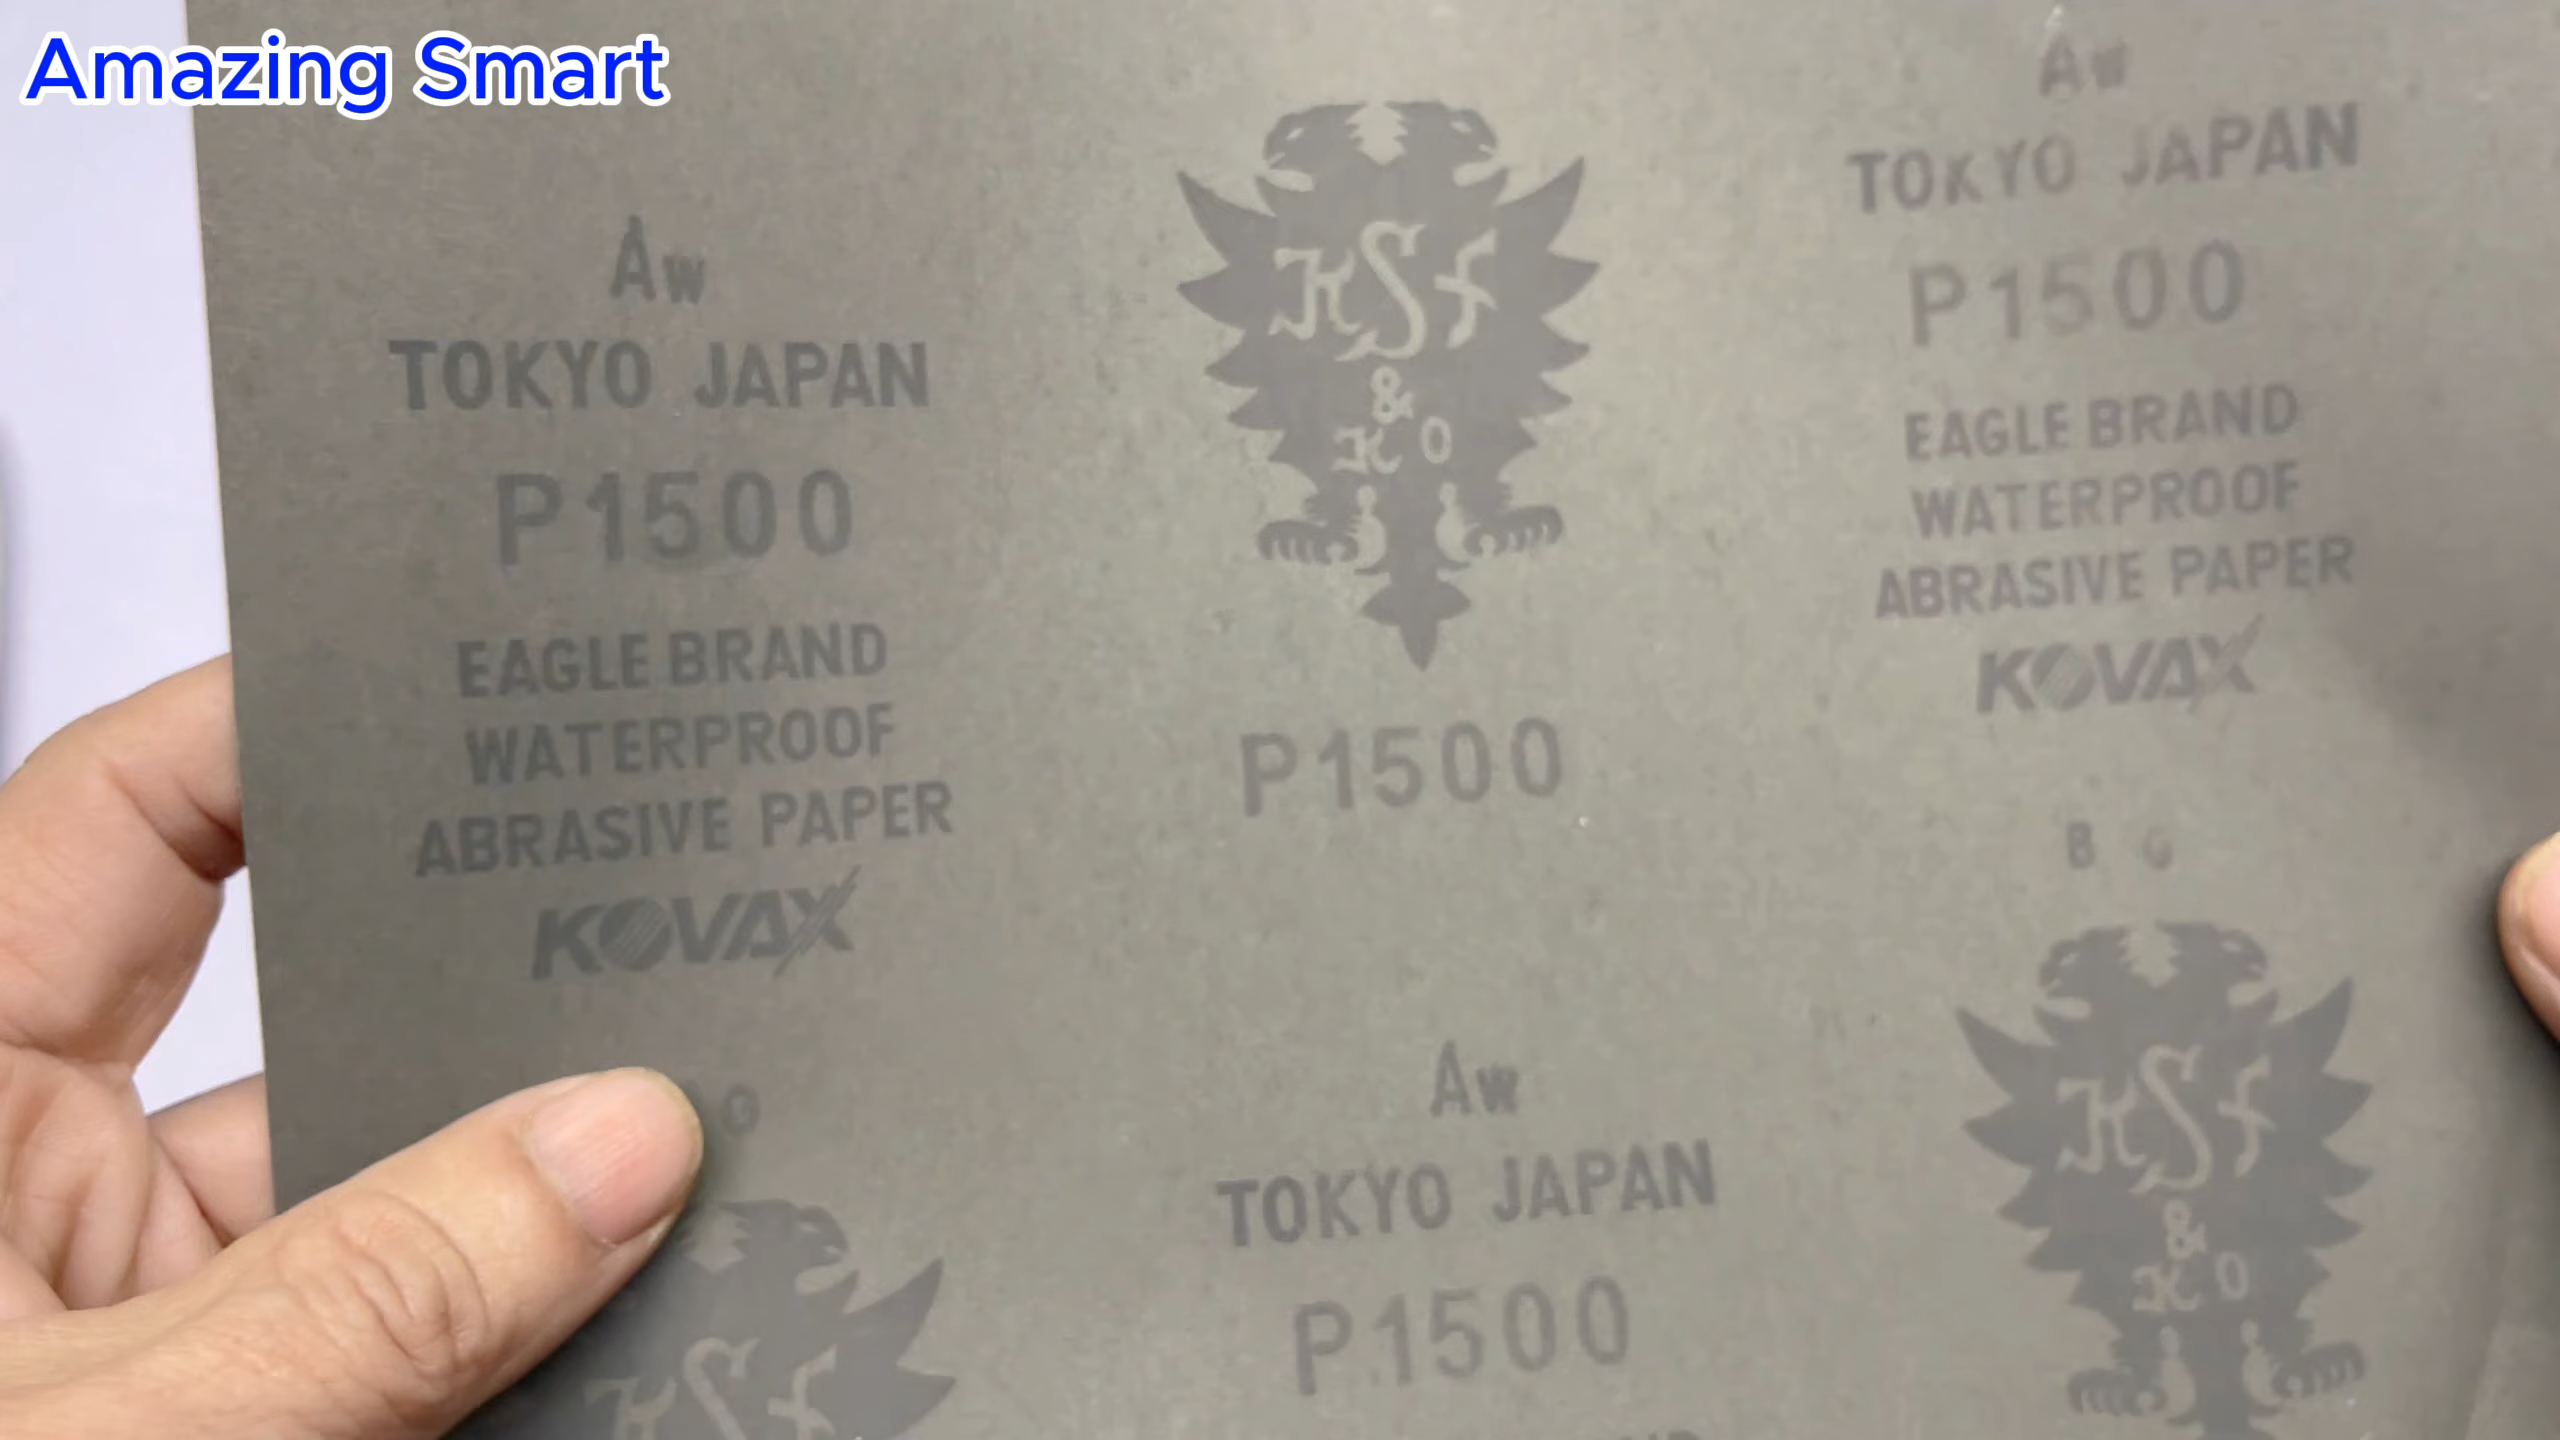 Amazing Smart
Aw
TOKYO JAPAN
P1500
EAGLE BRAND
WATERPROOF
ABRASIVE PAPER
KOVAX
KSf
&
KO
P1500
Aw
TOKYO JAPAN
P1500
Aw
TOKYO JAPAN
P1500
EAGLE BRAND
WATERPROOF
ABRASIVE PAPER
KOVAX
KSf
&
KO
KSf